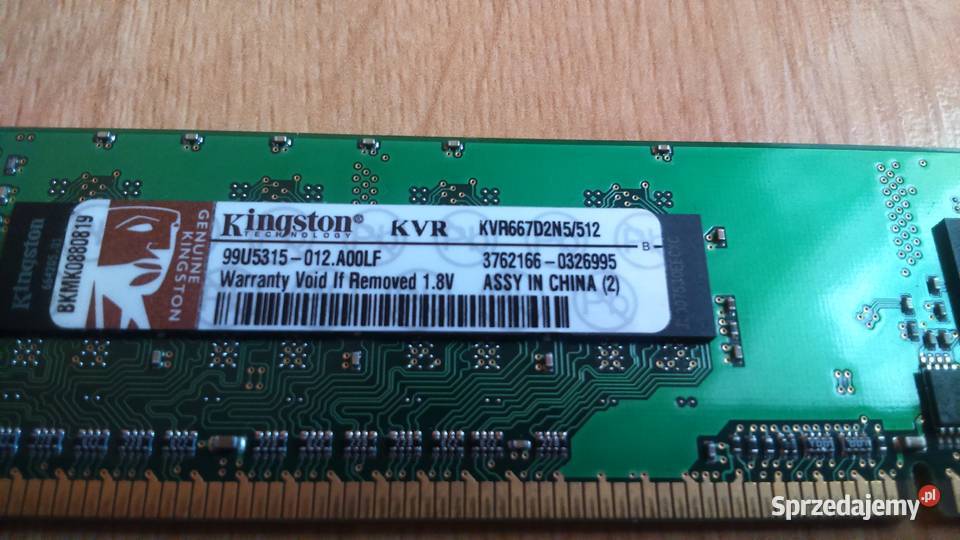 Kingston® KVR KVR667D2N5/512
TECHNOLOGY
B
99U5315-012.A00LF 3762166-0326995
Warranty Void If Removed 1.8V ASSY IN CHINA (2)
BKMK0880819
GENUINE
KINGSTON
Kingston
Sprzedajemy.pl